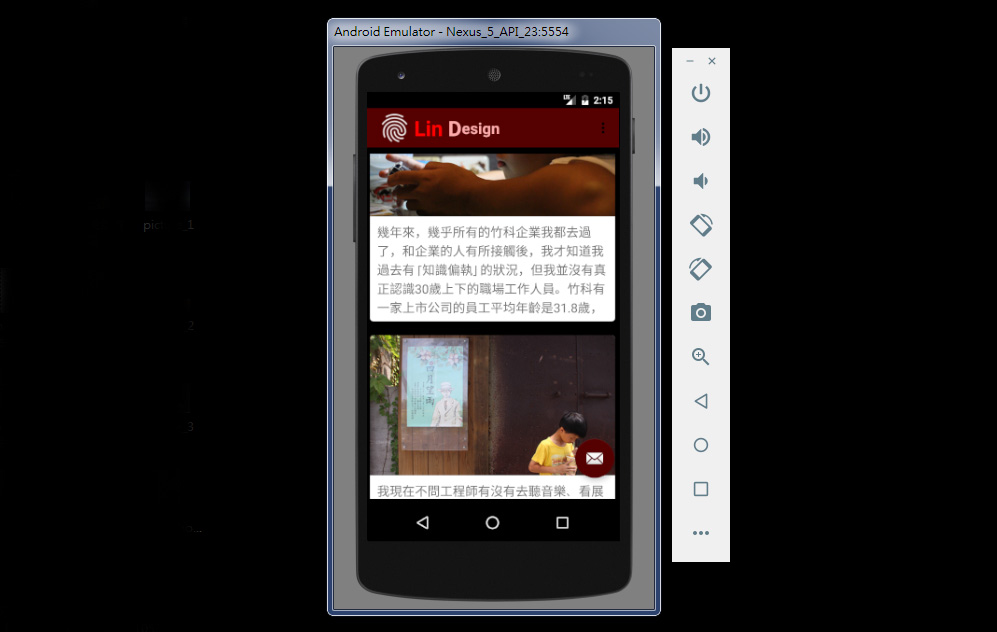 Android Emulator - Nexus_5_API_23:5554
LTE
2:15
Lin Design
幾年來，幾乎所有的竹科企業我都去過
了，和企業的人有所接觸後，我才知道我
過去有「知識偏執」的狀況，但我並沒有真
正認識30歲上下的職場工作人員。竹科有
一家上市公司的員工平均年齡是31.8歲，
四月望雨
我現在不問工程師有沒有去聽音樂、看展